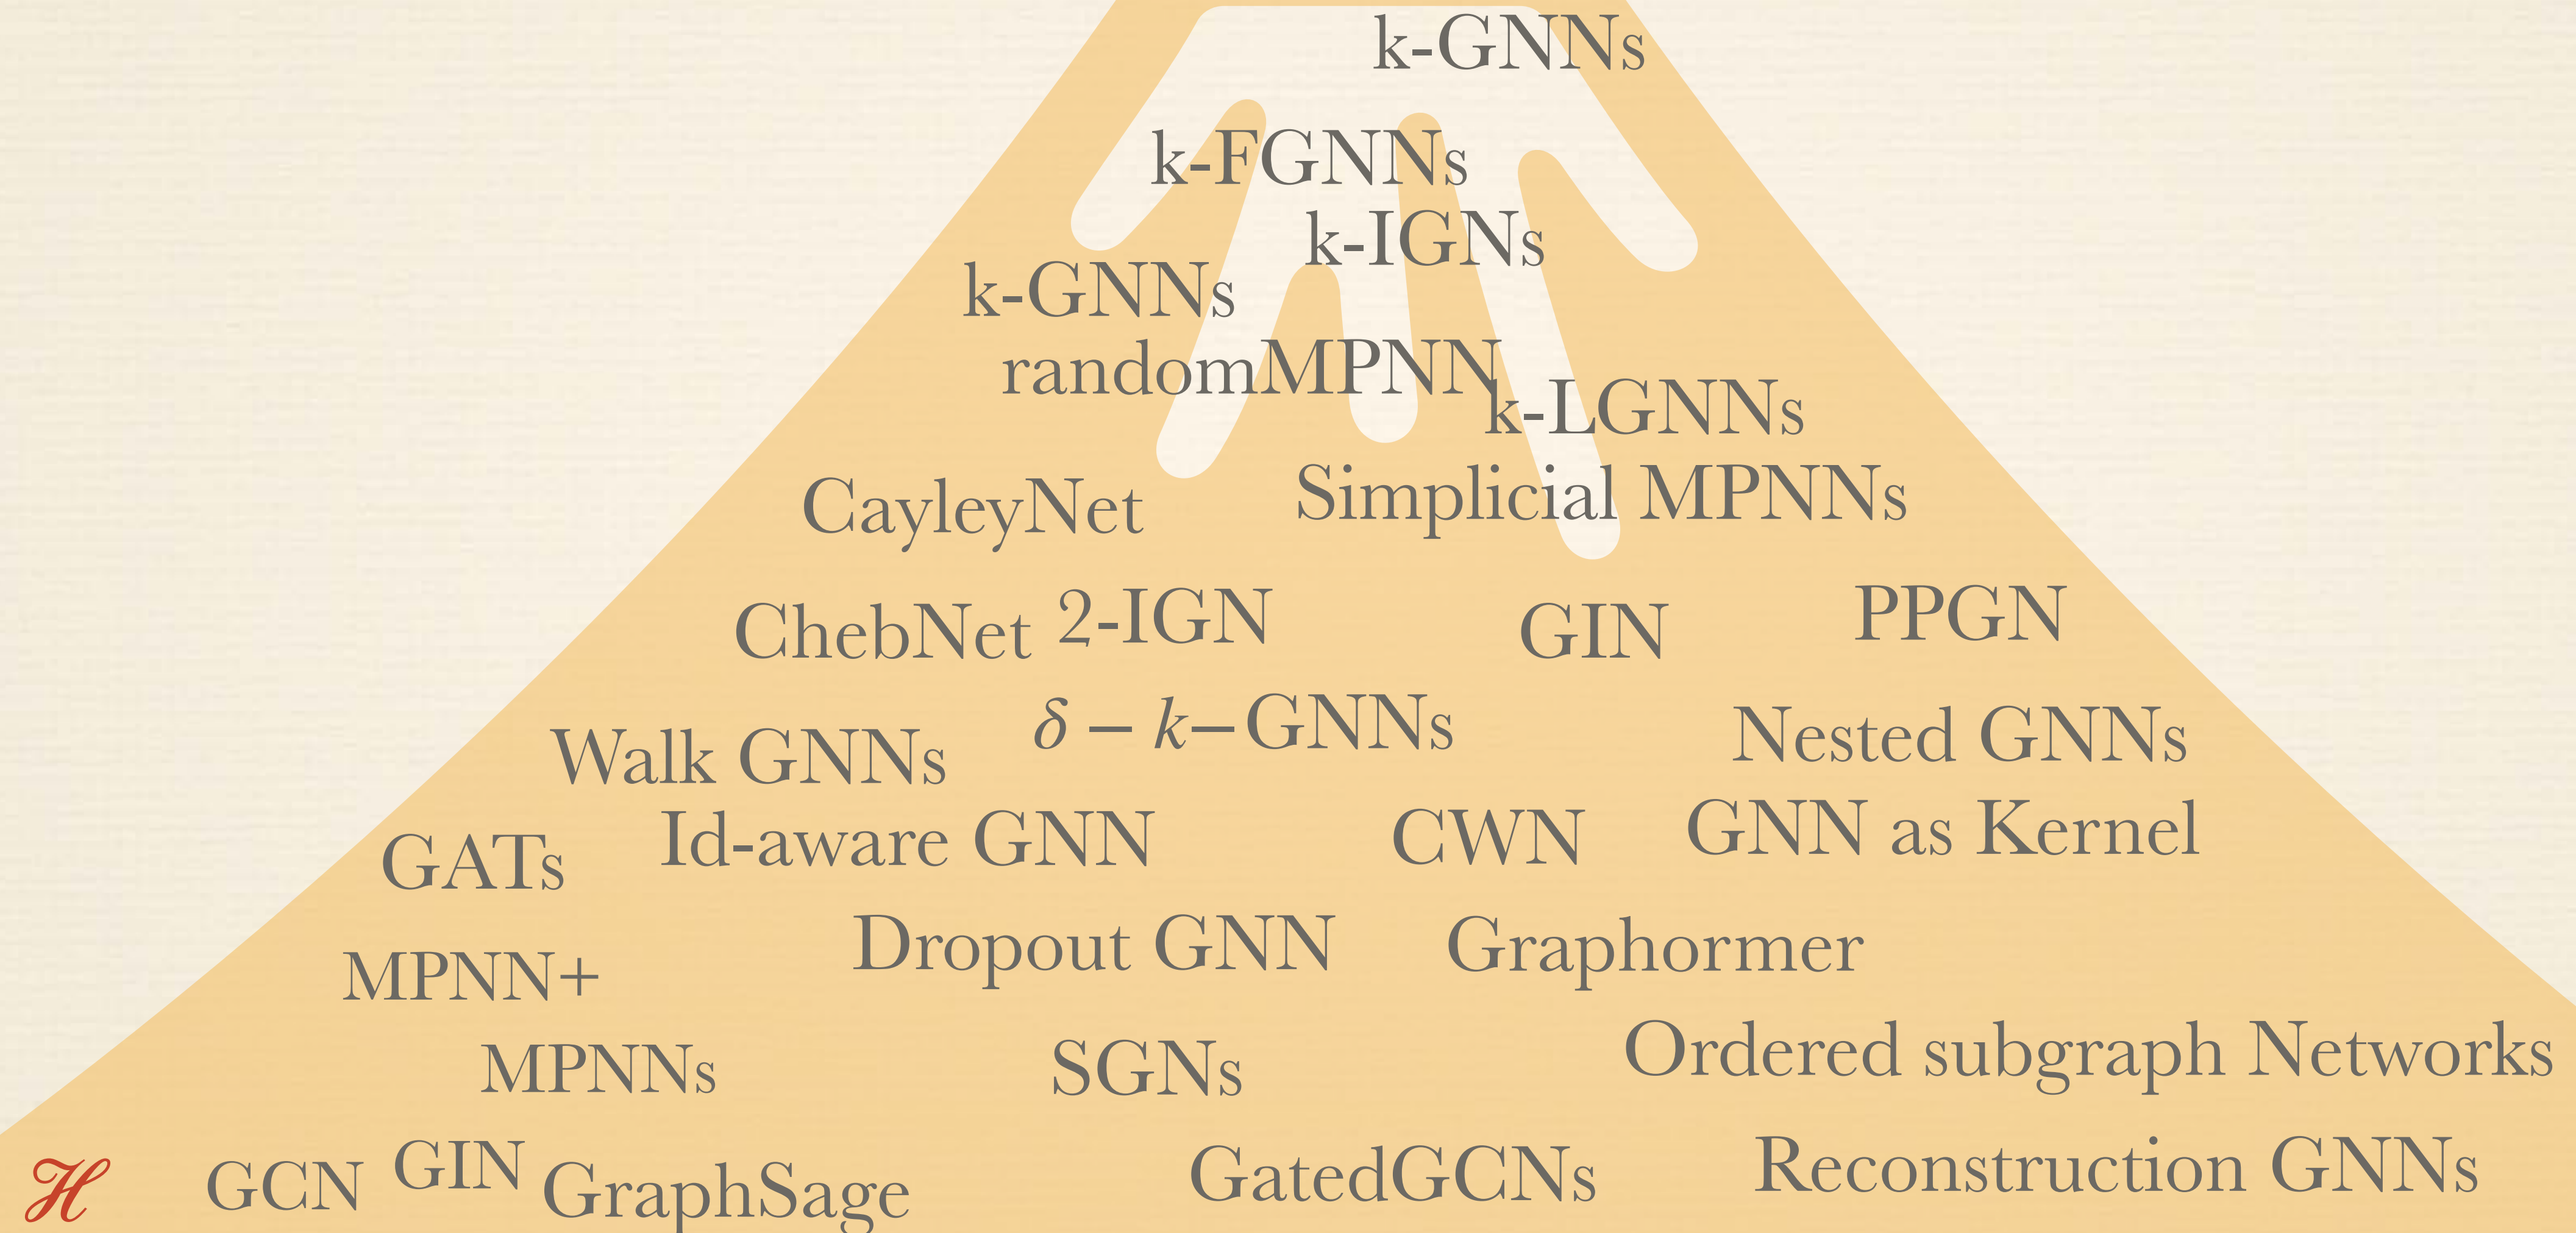 k-GNNs
k-FGNNs
k-IGNs
k-GNNs
randomMPNN
k-LGNNs
Simplicial MPNNs
CayleyNet
ChebNet
2-IGN
GIN
PPGN
δ – k–GNNs
Nested GNNs
Walk GNNs
Id-aware GNN
CWN
GNN as Kernel
GATs
Dropout GNN
Graphormer
MPNN+
Ordered subgraph Networks
MPNNs
SGNs
ℋ
GCN
GIN
GraphSage
GatedGCNs
Reconstruction GNNs